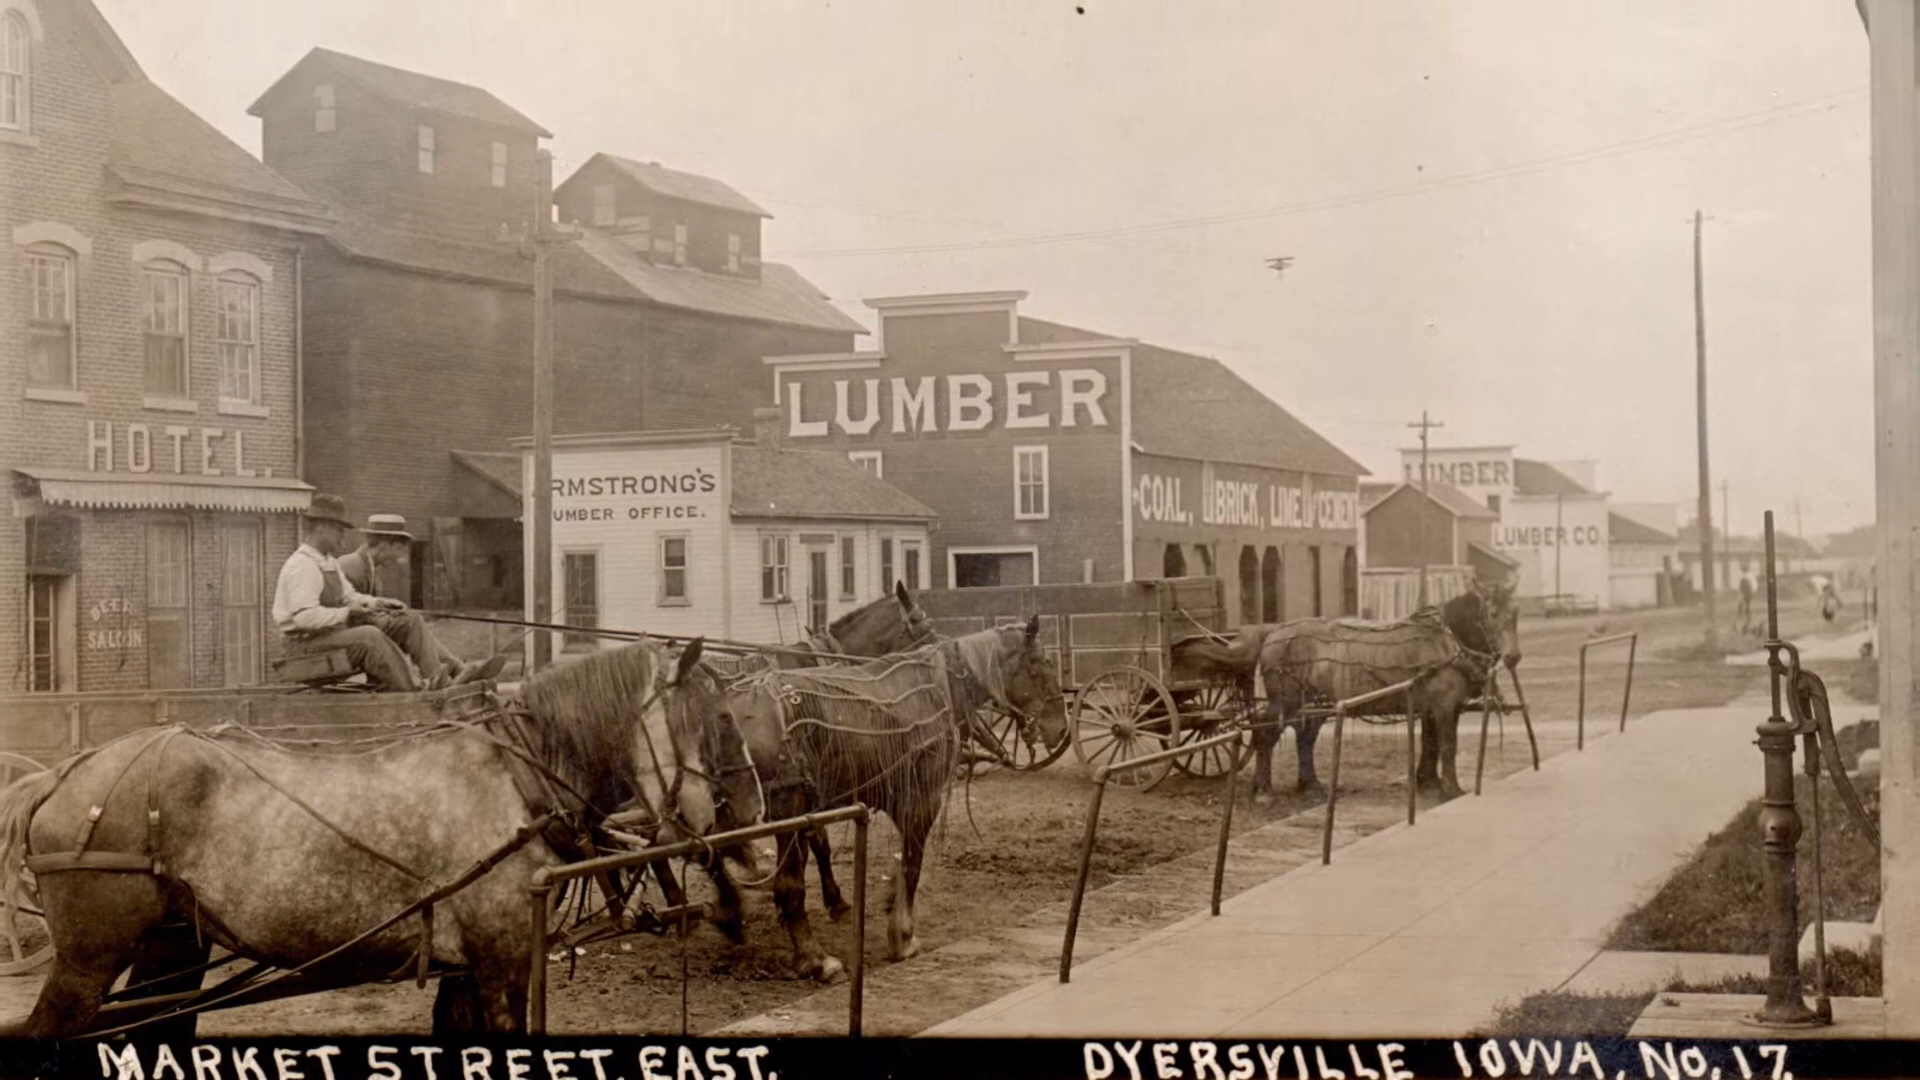 HOTEL.
BEER
SALOON
RMSTRONG'S
UMBER OFFICE.
LUMBER
COAL, BRICK, LIME & CEMENT
LUMBER
LUMBER CO.
MARKET STREET, EAST.
DYERSVILLE IOWA, NO. 17.